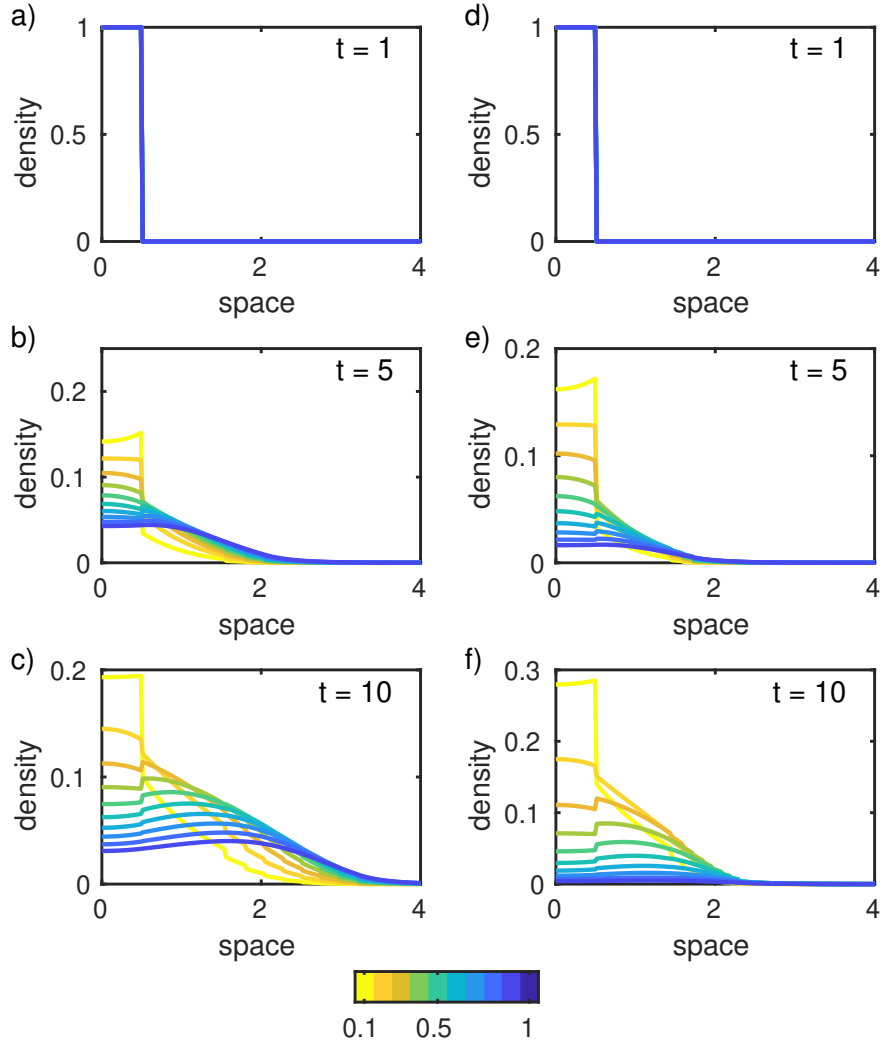 a)
1
0.5
0
density
t = 1
0
2
4
space
d)
1
0.5
0
density
t = 1
0
2
4
space
b)
0.2
0.1
0
density
t = 5
0
2
4
space
e)
0.2
0.1
0
density
t = 5
0
2
4
space
c)
0.2
0.1
0
density
t = 10
0
2
4
space
f)
0.3
0.2
0.1
0
density
t = 10
0
2
4
space
0.1
0.5
1